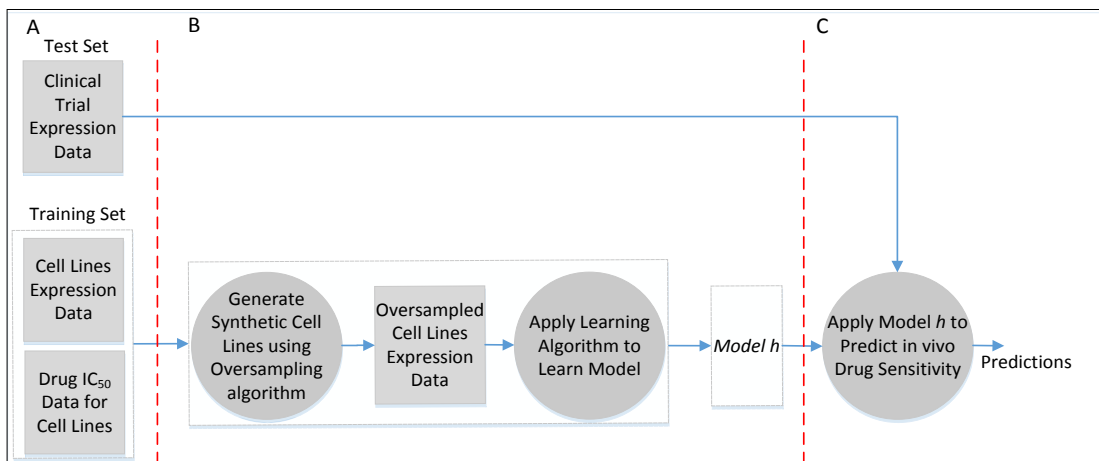 A
B
C
Test Set
Clinical
Trial
Expression
Data
Training Set
Cell Lines
Expression
Data
Drug IC₅₀
Data for
Cell Lines
Generate
Synthetic Cell
Lines using
Oversampling
algorithm
Oversampled
Cell Lines
Expression
Data
Apply Learning
Algorithm to
Learn Model
Model h
Apply Model h to
Predict in vivo
Drug Sensitivity
Predictions